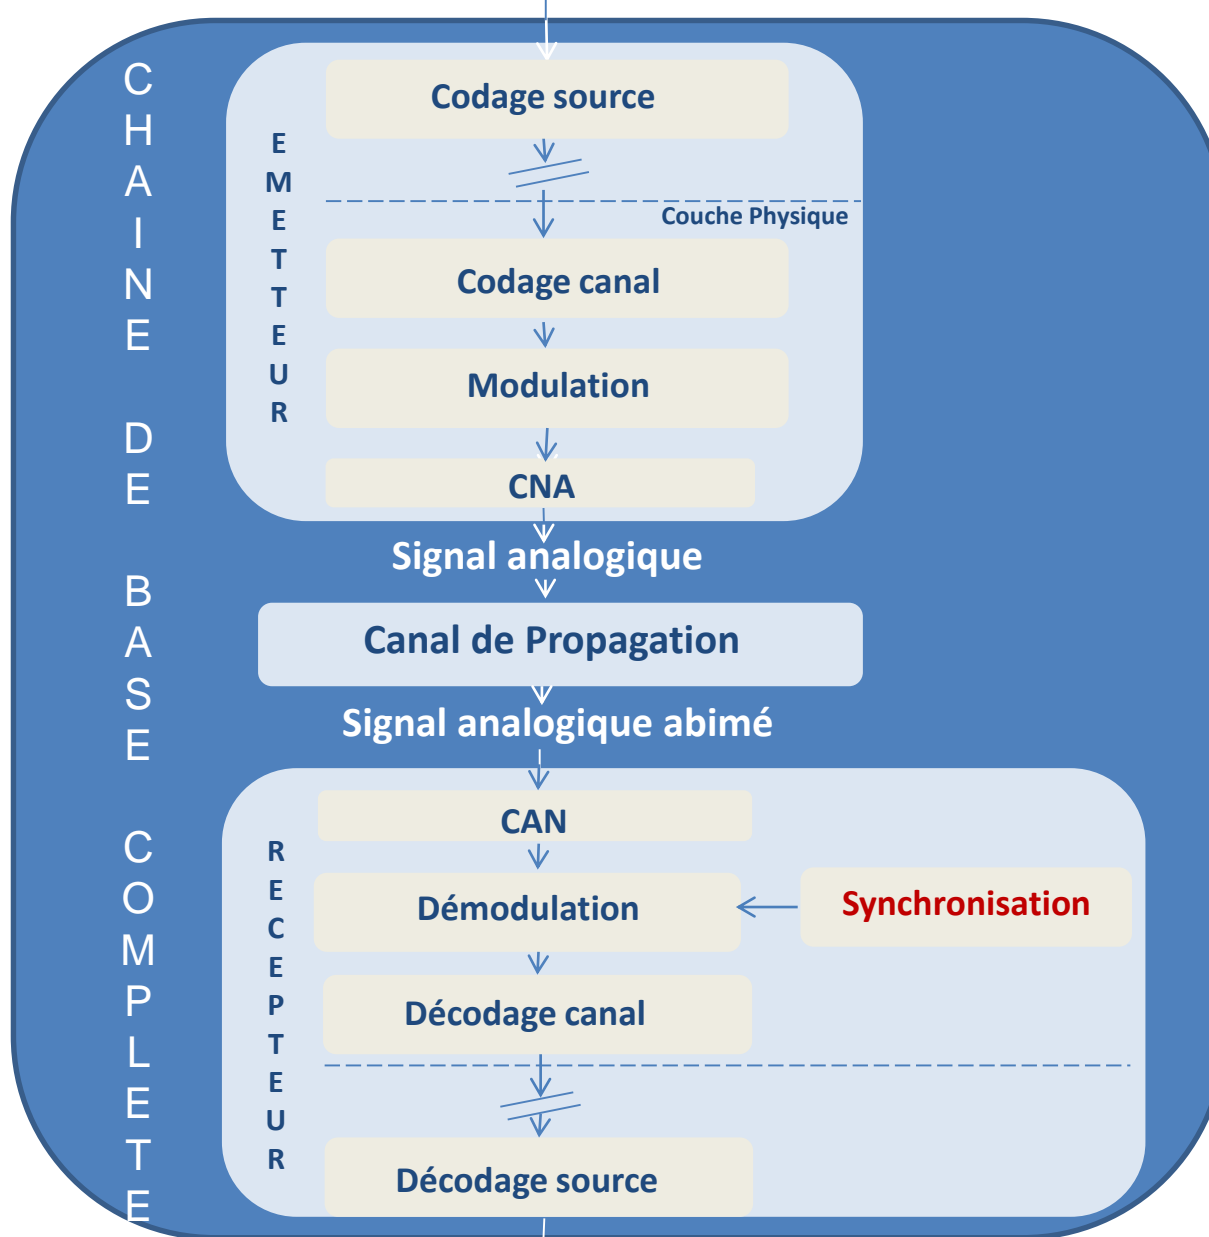 CHAINE DE BASE COMPLETE
EMETTEUR
Codage source
Couche Physique
Codage canal
Modulation
CNA
Signal analogique
Canal de Propagation
Signal analogique abimé
RECEPTEUR
CAN
Démodulation
Synchronisation
Décodage canal
Décodage source